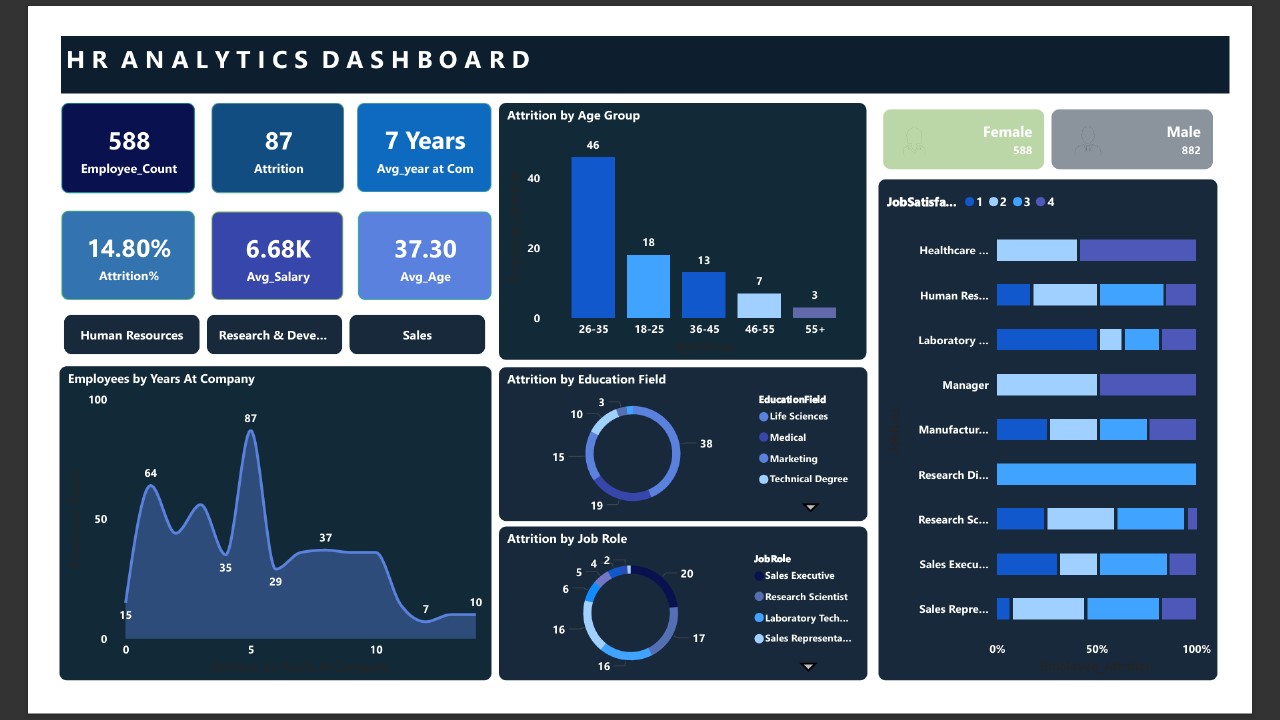 HR ANALYTICS DASHBOARD
588
Employee_Count
87
Attrition
7 Years
Avg_year at Com
14.80%
Attrition%
6.68K
Avg_Salary
37.30
Avg_Age
Human Resources
Research & Deve...
Sales
Employees by Years At Company
100
50
0
15
64
35
87
29
37
7
10
0
5
10
Attrition by Age Group
40
20
0
46
18
13
7
3
26-35
18-25
36-45
46-55
55+
Attrition by Education Field
3
10
15
19
38
EducationField
Life Sciences
Medical
Marketing
Technical Degree
Attrition by Job Role
2
4
5
6
16
16
17
20
JobRole
Sales Executive
Research Scientist
Laboratory Tech...
Sales Representa...
Female
588
Male
882
JobSatisfa... 1 2 3 4
Healthcare ...
Human Res...
Laboratory ...
Manager
Manufactur...
Research Di...
Research Sc...
Sales Execu...
Sales Repre...
0% 50% 100%